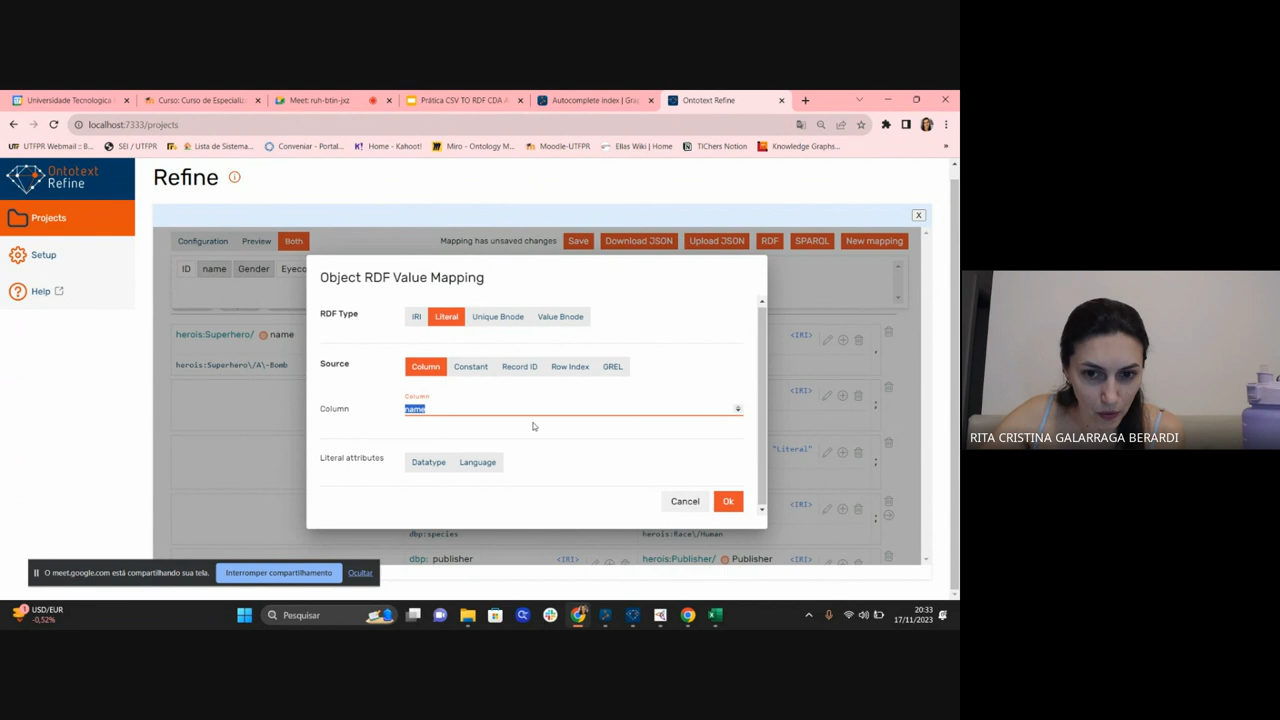 Universidade Tecnologica
Curso: Curso de Especializ
Meet: ruh-btin-jxz
Prática CSV TO RDF CDA A
Autocomplete index | Gra
Ontotext Refine
localhost:7333/projects
UTFPR Webmail :: B...
SEI / UTFPR
Lista de Sistema...
Conveniar - Portal...
Home - Kahoot!
Miro - Ontology M...
Moodle-UTFPR
Ellas Wiki | Home
TIChers Notion
Knowledge Graphs...
»
Ontotext
Refine
Projects
Setup
Help
Refine
X
Configuration Preview Both
Mapping has unsaved changes
Save Download JSON Upload JSON RDF SPARQL New mapping
ID name Gender Eyeco
herois:Superhero/ name
herois:Superhero\/A\-Bomb
Object RDF Value Mapping
RDF Type
IRI Literal Unique Bnode Value Bnode
Source
Column Constant Record ID Row Index GREL
Column
Column
name
Literal attributes
Datatype Language
Cancel Ok
<IRI>
;
<IRI>
"Literal"
;
<IRI>
;
dbp:species
herois:Race\/Human
dbp: publisher
<IRI>
herois:Publisher/ Publisher
<IRI>
O meet.google.com está compartilhando sua tela.
Interromper compartilhamento
Ocultar
RITA CRISTINA GALARRAGA BERARDI
1
USD/EUR
-0,52%
Pesquisar
20:33
17/11/2023